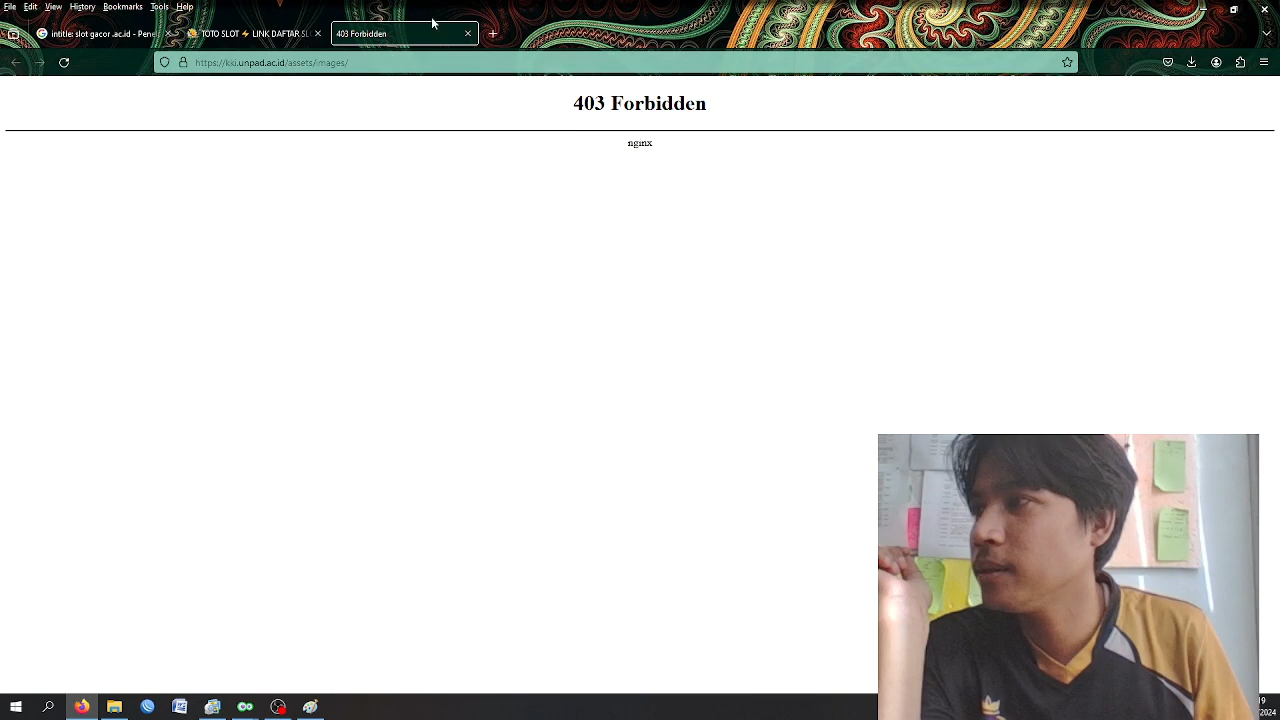 File Edit View History Bookmarks Tools Help
intitle: slot gacor .ac.id - Pene
TOTO SLOT⚡ LINK DAFTAR SL
403 Forbidden
https://kki.unpad.ac.id/assets/images/
403 Forbidden
nginx